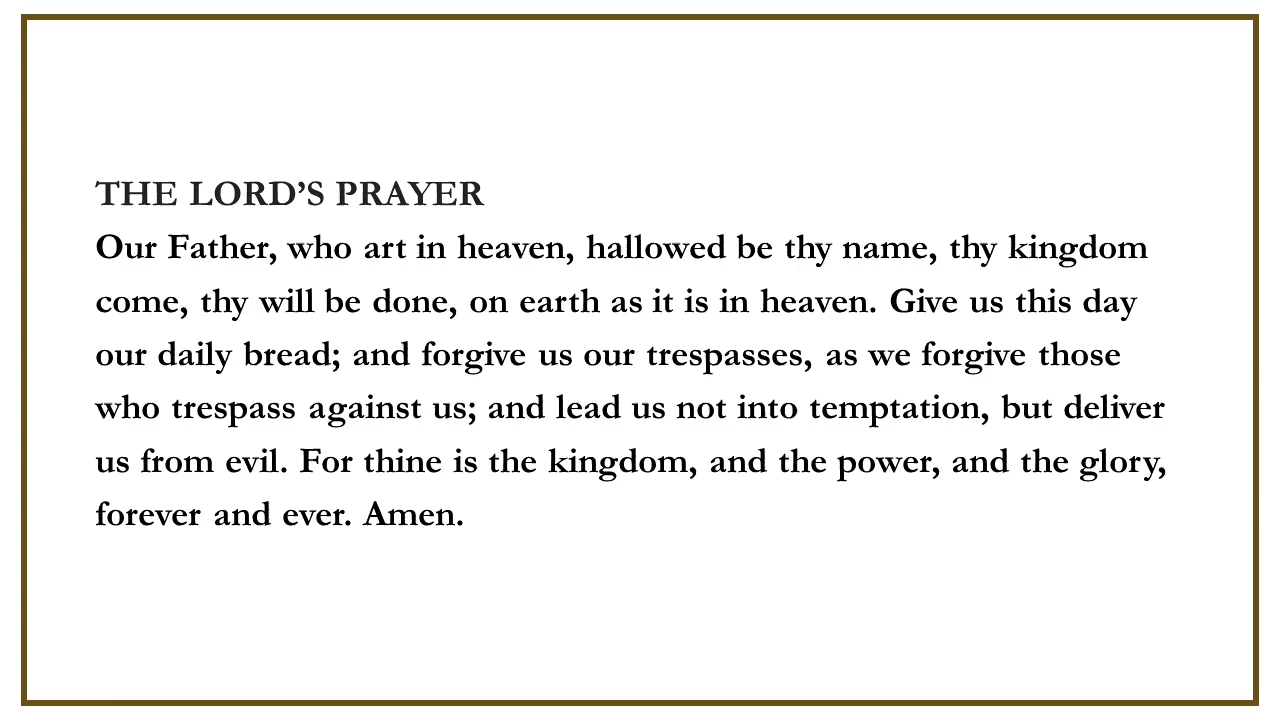 THE LORD’S PRAYER
Our Father, who art in heaven, hallowed be thy name, thy kingdom
come, thy will be done, on earth as it is in heaven. Give us this day
our daily bread; and forgive us our trespasses, as we forgive those
who trespass against us; and lead us not into temptation, but deliver
us from evil. For thine is the kingdom, and the power, and the glory,
forever and ever. Amen.